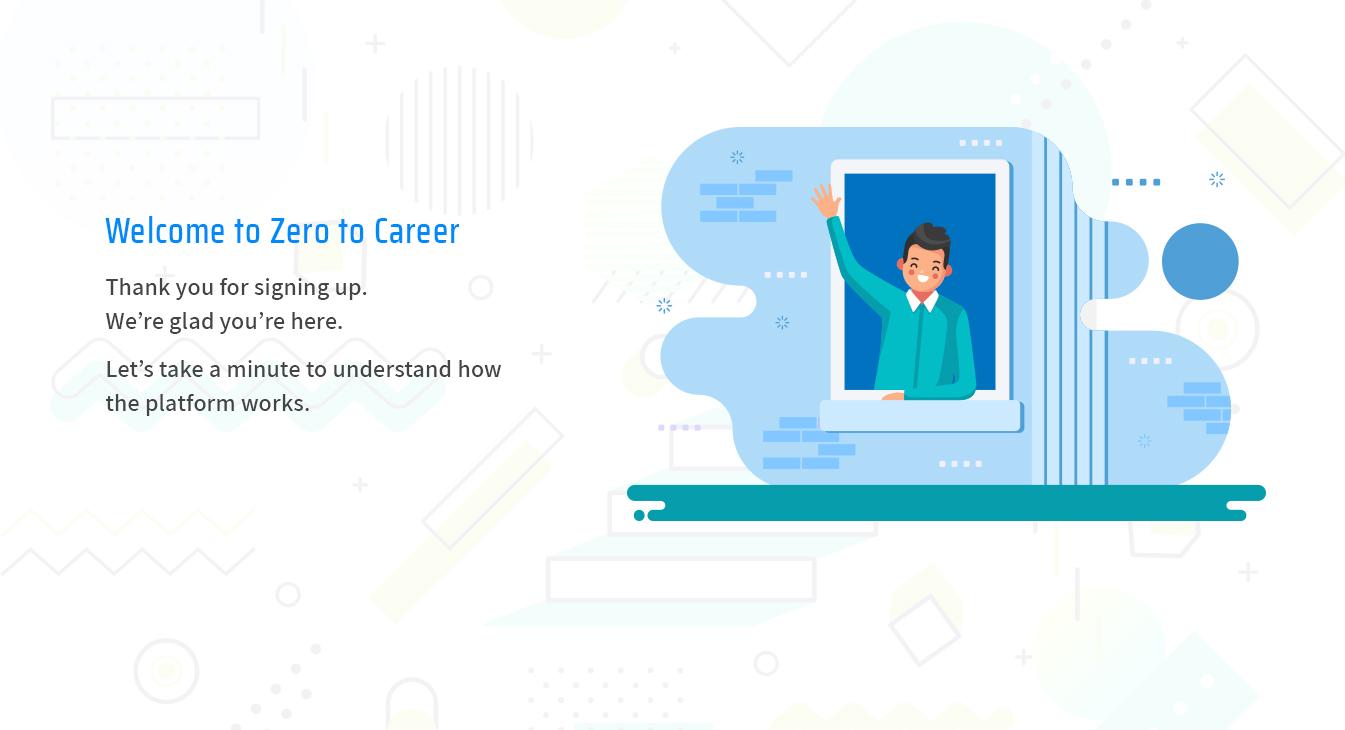 Welcome to Zero to Career
Thank you for signing up.
We’re glad you’re here.
Let’s take a minute to understand how
the platform works.